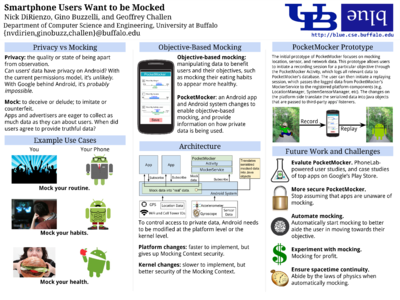 Smartphone Users Want to be Mocked
Nick DiRienzo, Gino Buzzelli, and Geoffrey Challen
Department of Computer Science and Engineering, University at Buffalo
{nvdirien,ginobuzz,challen}@buffalo.edu
UB
blue
http://blue.cse.buffalo.edu
Privacy vs Mocking
Privacy: the quality or state of being apart
from observation.
Can users have privacy on Android? With
the current permissions model, it's unlikely.
With Google behind Android, it's probably
impossible.
Mock: to deceive or delude; to imitate or
counterfeit.
Apps and advertisers are eager to collect as
much data as they can about users. When did
users agree to provide truthful data?
Example Use Cases
You
Your Phone
Mock your routine.
Mock your habits.
Mock your health.
Objective-Based Mocking
Objective-based mocking:
manipulating data to benefit
users and their objectives, such
as mocking their eating habits
to appear more healthy.
PocketMocker: an Android app
and Android system changes to
enable objective-based
mocking, and provide
information on how private
data is being used.
Architecture
App
App
PocketMocker
Activity
MockerService
Subscribe
Subscribe
Mock data into "real" data
Android System
GPS
Location Data
Accelerometer
Wifi and Cell Tower IDs
Gyroscope
Sensor Data
To control access to private data, Android needs
to be modified at the platform level or the
kernel level.
Platform changes: faster to implement, but
gives up Mocking Context security.
Kernel changes: slower to implement, but
better security of the Mocking Context.
PocketMocker Prototype
The initial prototype of PocketMocker focuses on mocking
location, sensor, and network data. This prototype allows users
to initiate a recording session for a particular objective through
the PocketMocker Activity, which logs all relevant data to
PocketMocker's database. The user can then initiate a replaying
session, which passes the logged data from PocketMocker's
MockerService to the registered platform components (e.g.
LocationManager, SystemSensorManager, etc). The changes on
the platform side translate the serialized data into Java objects
that are passed to third-party apps' listeners.
Record
Replay
Future Work and Challenges
Evaluate PocketMocker. PhoneLab-
powered user studies, and case studies
of top apps on Google's Play Store.
More secure PocketMocker.
Stop assuming that apps are unaware of
mocking.
Automate mocking.
Automatically start mocking to better
aide the user in moving towards their
objective.
Experiment with mocking.
Mocking for profit.
Ensure spacetime continuity.
Abide by the laws of physics when
automatically mocking.